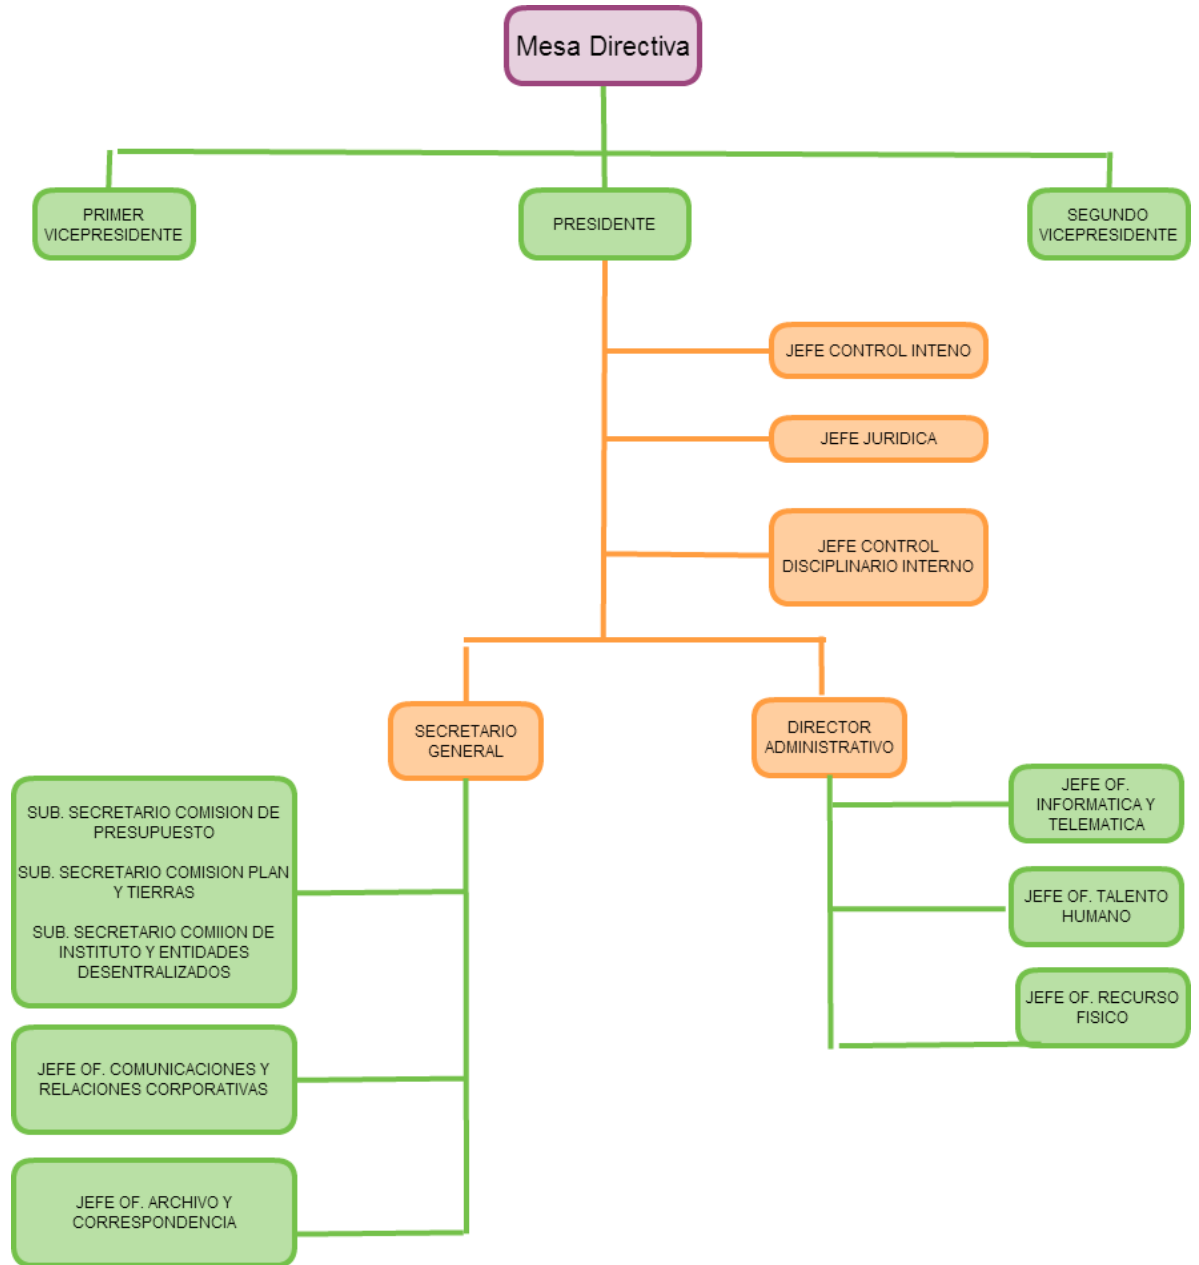 Mesa Directiva
PRIMER
VICEPRESIDENTE
PRESIDENTE
SEGUNDO
VICEPRESIDENTE
JEFE CONTROL INTENO
JEFE JURIDICA
JEFE CONTROL
DISCIPLINARIO INTERNO
SECRETARIO
GENERAL
DIRECTOR
ADMINISTRATIVO
SUB. SECRETARIO COMISION DE
PRESUPUESTO
SUB. SECRETARIO COMISION PLAN
Y TIERRAS
SUB. SECRETARIO COMIION DE
INSTITUTO Y ENTIDADES
DESENTRALIZADOS
JEFE OF. COMUNICACIONES Y
RELACIONES CORPORATIVAS
JEFE OF. ARCHIVO Y
CORRESPONDENCIA
JEFE OF.
INFORMATICA Y
TELEMATICA
JEFE OF. TALENTO
HUMANO
JEFE OF. RECURSO
FISICO